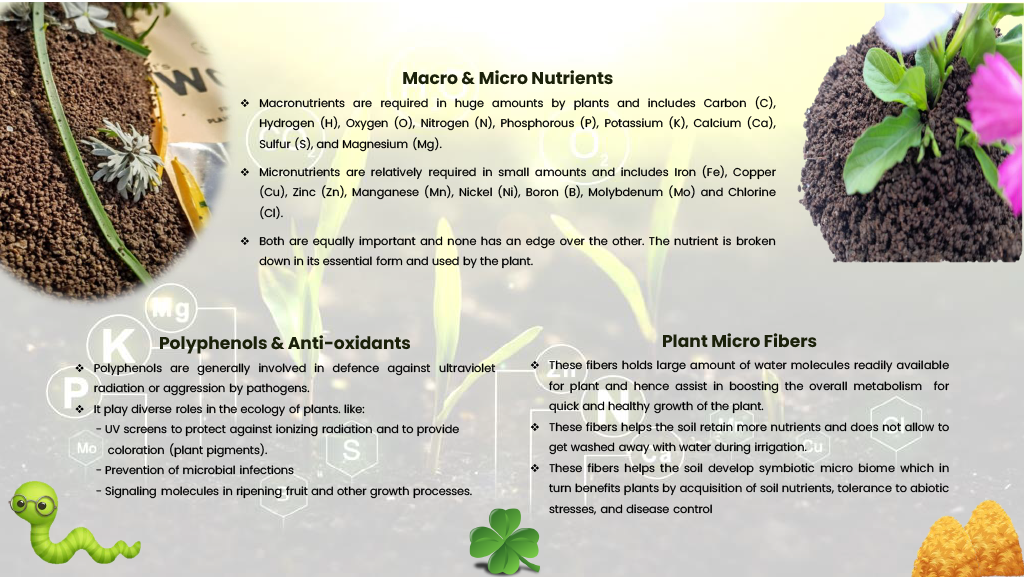 Macro & Micro Nutrients
❖ Macronutrients are required in huge amounts by plants and includes Carbon (C),
Hydrogen (H), Oxygen (O), Nitrogen (N), Phosphorous (P), Potassium (K), Calcium (Ca),
Sulfur (S), and Magnesium (Mg).
❖ Micronutrients are relatively required in small amounts and includes Iron (Fe), Copper
(Cu), Zinc (Zn), Manganese (Mn), Nickel (Ni), Boron (B), Molybdenum (Mo) and Chlorine
(Cl).
❖ Both are equally important and none has an edge over the other. The nutrient is broken
down in its essential form and used by the plant.
Polyphenols & Anti-oxidants
❖ Polyphenols are generally involved in defence against ultraviolet
radiation or aggression by pathogens.
❖ It play diverse roles in the ecology of plants. like:
- UV screens to protect against ionizing radiation and to provide
coloration (plant pigments).
- Prevention of microbial infections
- Signaling molecules in ripening fruit and other growth processes.
Plant Micro Fibers
❖ These fibers holds large amount of water molecules readily available
for plant and hence assist in boosting the overall metabolism for
quick and healthy growth of the plant.
❖ These fibers helps the soil retain more nutrients and does not allow to
get washed away with water during irrigation.
❖ These fibers helps the soil develop symbiotic micro biome which in
turn benefits plants by acquisition of soil nutrients, tolerance to abiotic
stresses, and disease control
CO2
O2
Mg
K
P
Mo
S
Zn
N
Ca
Cu
Cl